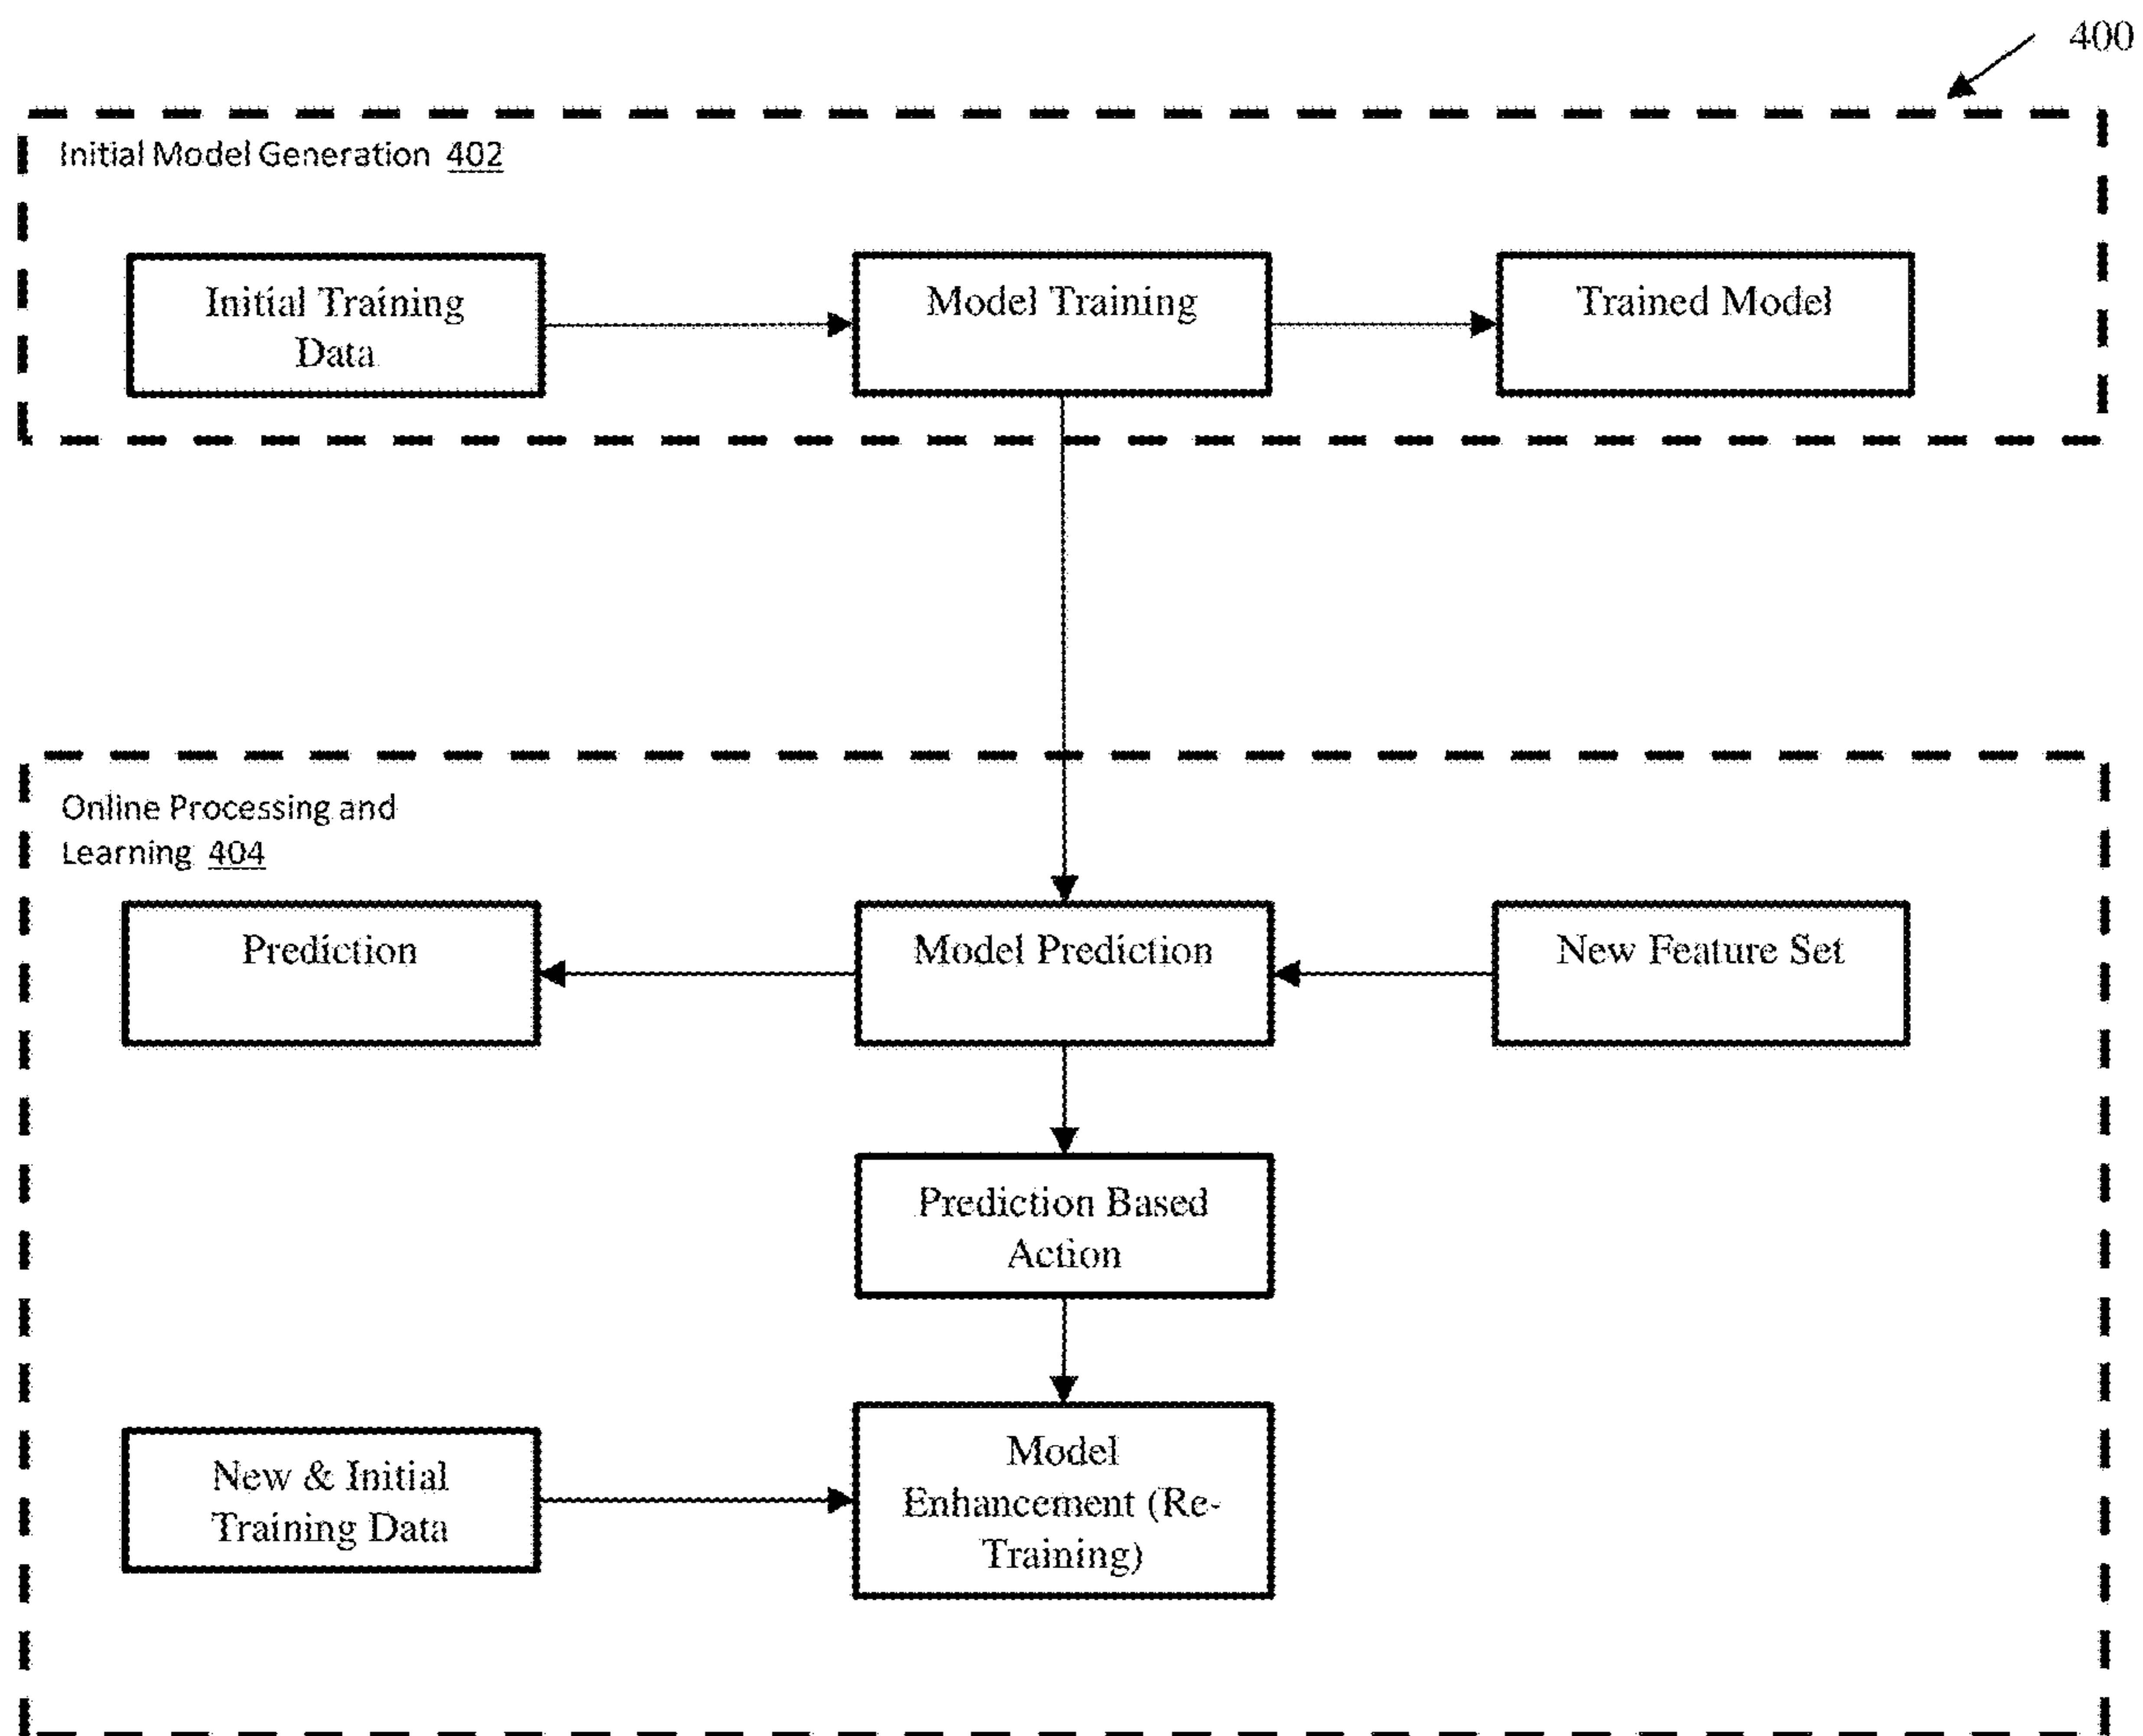 400
Initial Model Generation 402
Initial Training
Data
Model Training
Trained Model
Online Processing and
Learning 404
Prediction
Model Prediction
New Feature Set
Prediction Based
Action
New & Initial
Training Data
Model
Enhancement (Re-
Training)